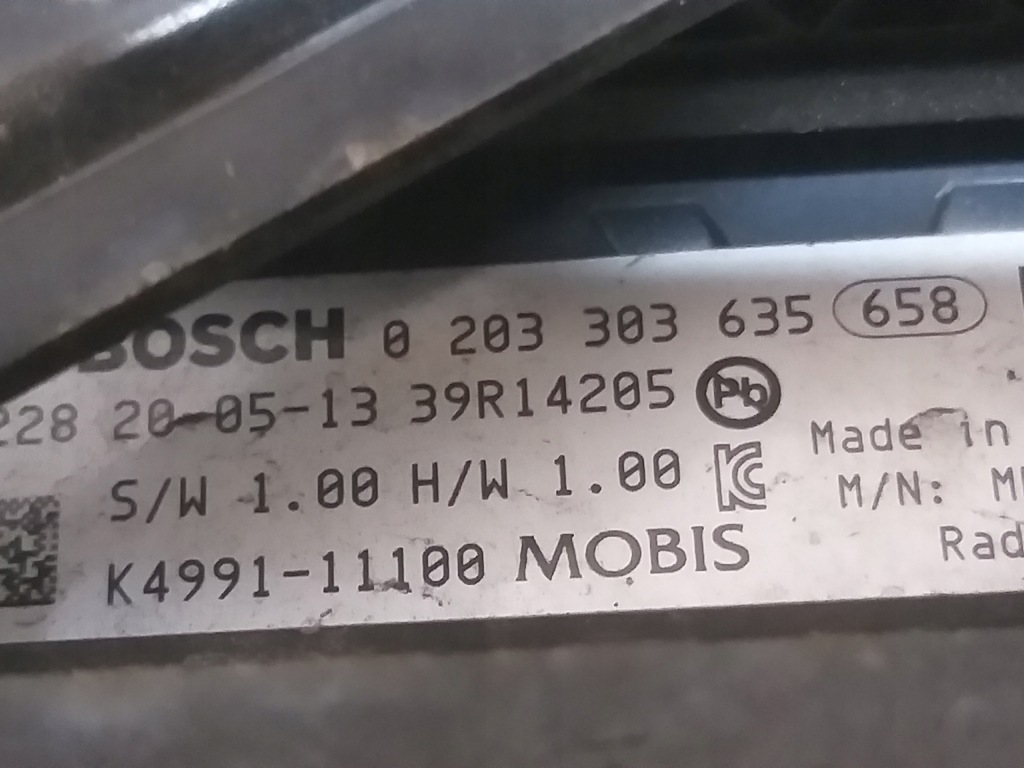 BOSCH 0 203 303 635 658
228 20-05-13 39R14205 Pb
Made in
S/W 1.00 H/W 1.00
M/N:
K4991-11100 MOBIS